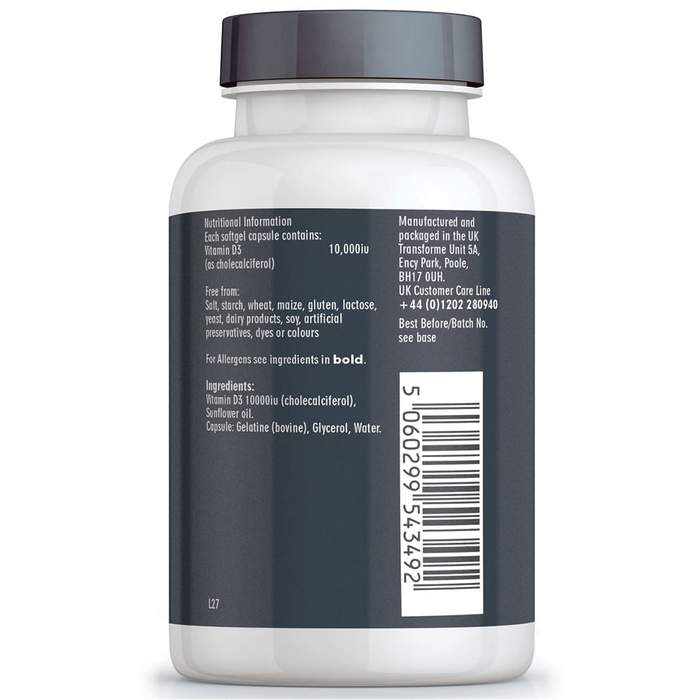 Nutritional Information
Each softgel capsule contains:
Vitamin D3 10,000iu
(as cholecalciferol)
Free from:
Salt, starch, wheat, maize, gluten, lactose,
yeast, dairy products, soy, artificial
preservatives, dyes or colours
For Allergens see ingredients in bold.
Ingredients:
Vitamin D3 10000iu (cholecalciferol),
Sunflower oil.
Capsule: Gelatine (bovine), Glycerol, Water.
L27
Manufactured and
packaged in the UK
Transforme Unit 5A,
Ency Park, Poole,
BH17 0UH.
UK Customer Care Line
+44 (0)1202 280940
Best Before/Batch No.
see base
5 060299 543492